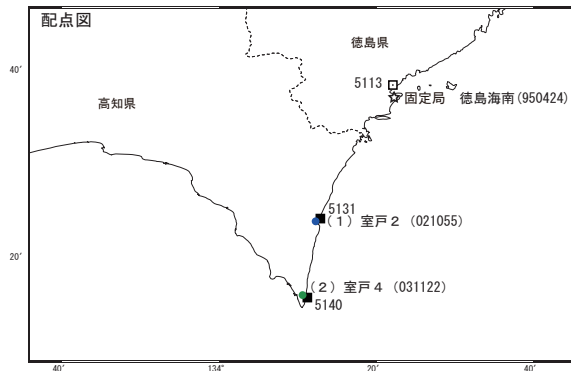 配点図
徳島県
40′
5113
固定局 徳島海南(950424)
高知県
5131
(1)室戸2 (021055)
20′
(2)室戸4 (031122)
5140
40′ 134° 20′ 40′